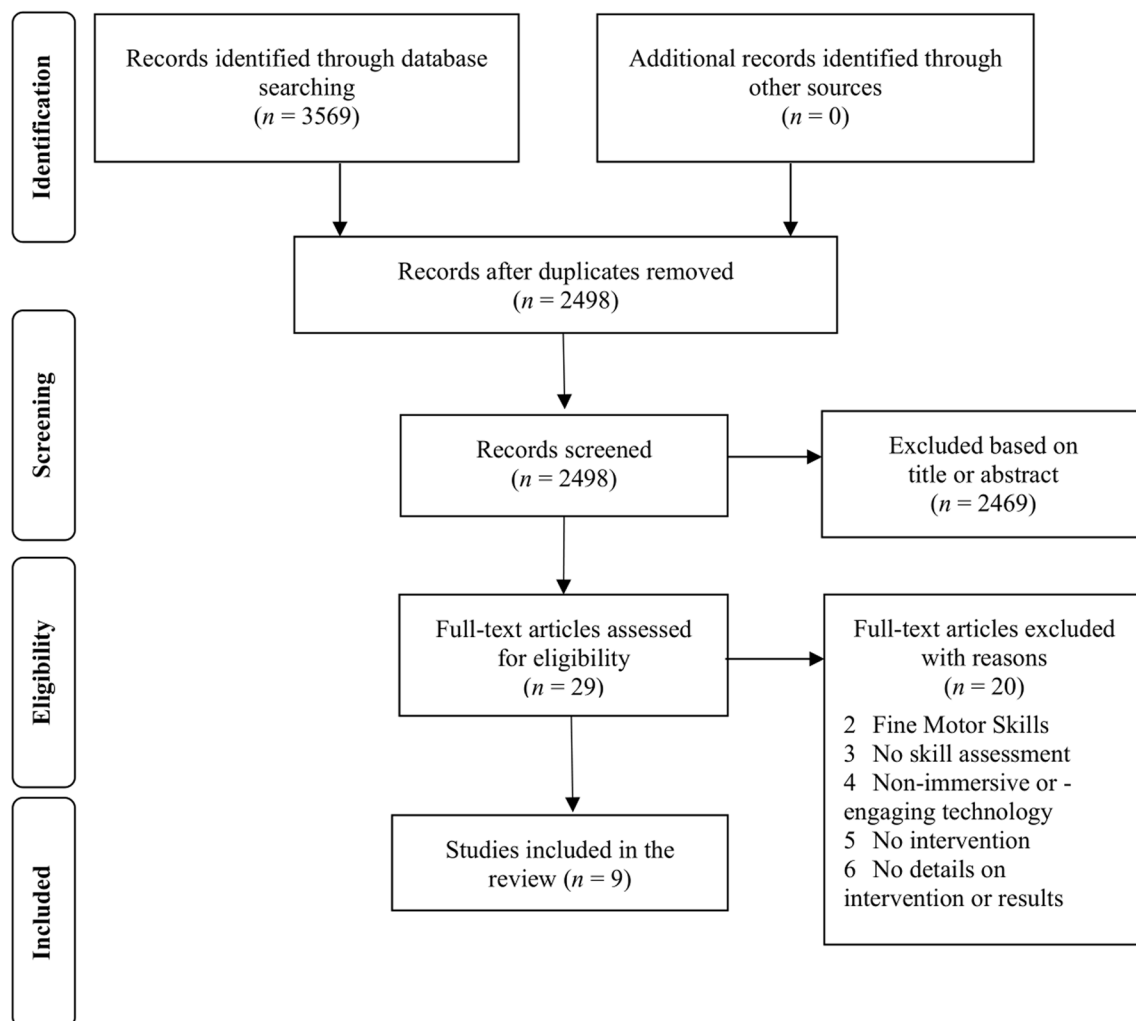 Identification
Records identified through database
searching
(n = 3569)
Additional records identified through
other sources
(n = 0)
Records after duplicates removed
(n = 2498)
Screening
Records screened
(n = 2498)
Excluded based on
title or abstract
(n = 2469)
Eligibility
Full-text articles assessed
for eligibility
(n = 29)
Full-text articles excluded
with reasons
(n = 20)
2 Fine Motor Skills
3 No skill assessment
4 Non-immersive or -
engaging technology
5 No intervention
6 No details on
intervention or results
Included
Studies included in the
review (n = 9)